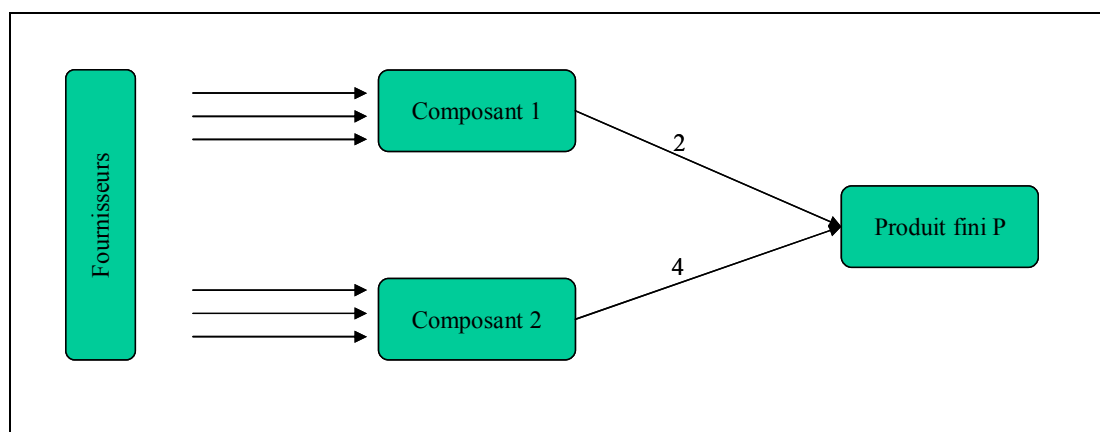 Fournisseurs
Composant 1
2
Produit fini P
4
Composant 2